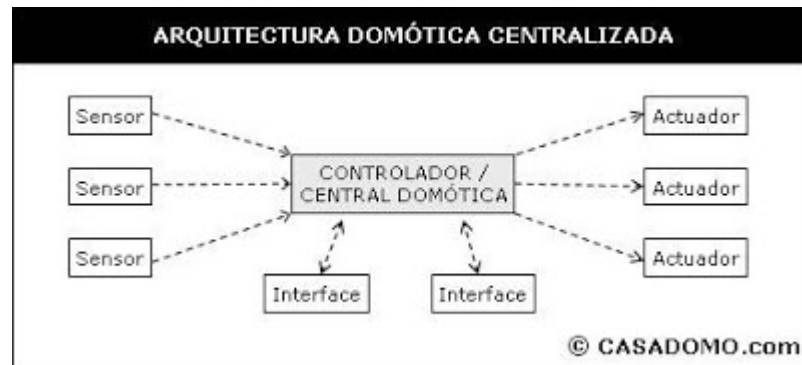 ARQUITECTURA DOMÓTICA CENTRALIZADA
Sensor
Actuador
CONTROLADOR /
CENTRAL DOMÓTICA
Sensor
Actuador
Sensor
Actuador
Interface
Interface
© CASADOMO.com